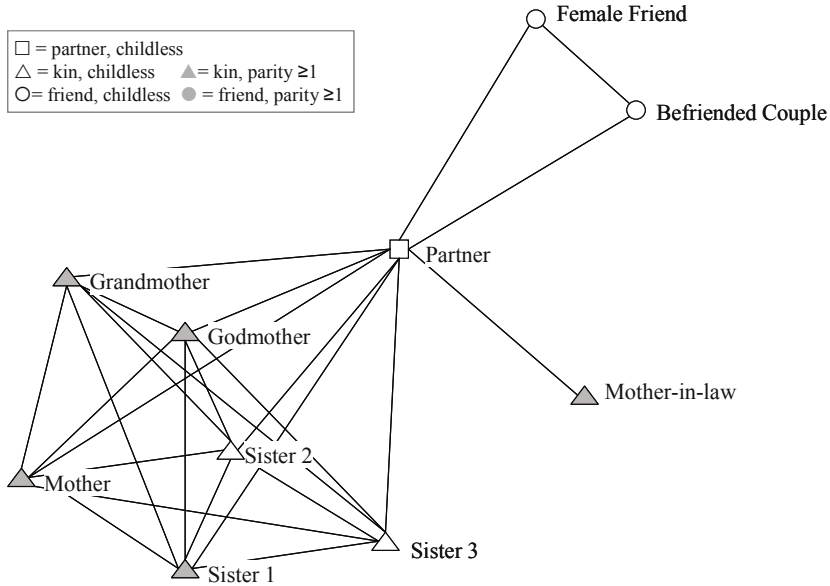 Female Friend
□ = partner, childless
△ = kin, childless ▲= kin, parity ≥1
○= friend, childless ● = friend, parity ≥1
Befriended Couple
Partner
Grandmother
Godmother
Mother-in-law
Sister 2
Mother
Sister 3
Sister 1